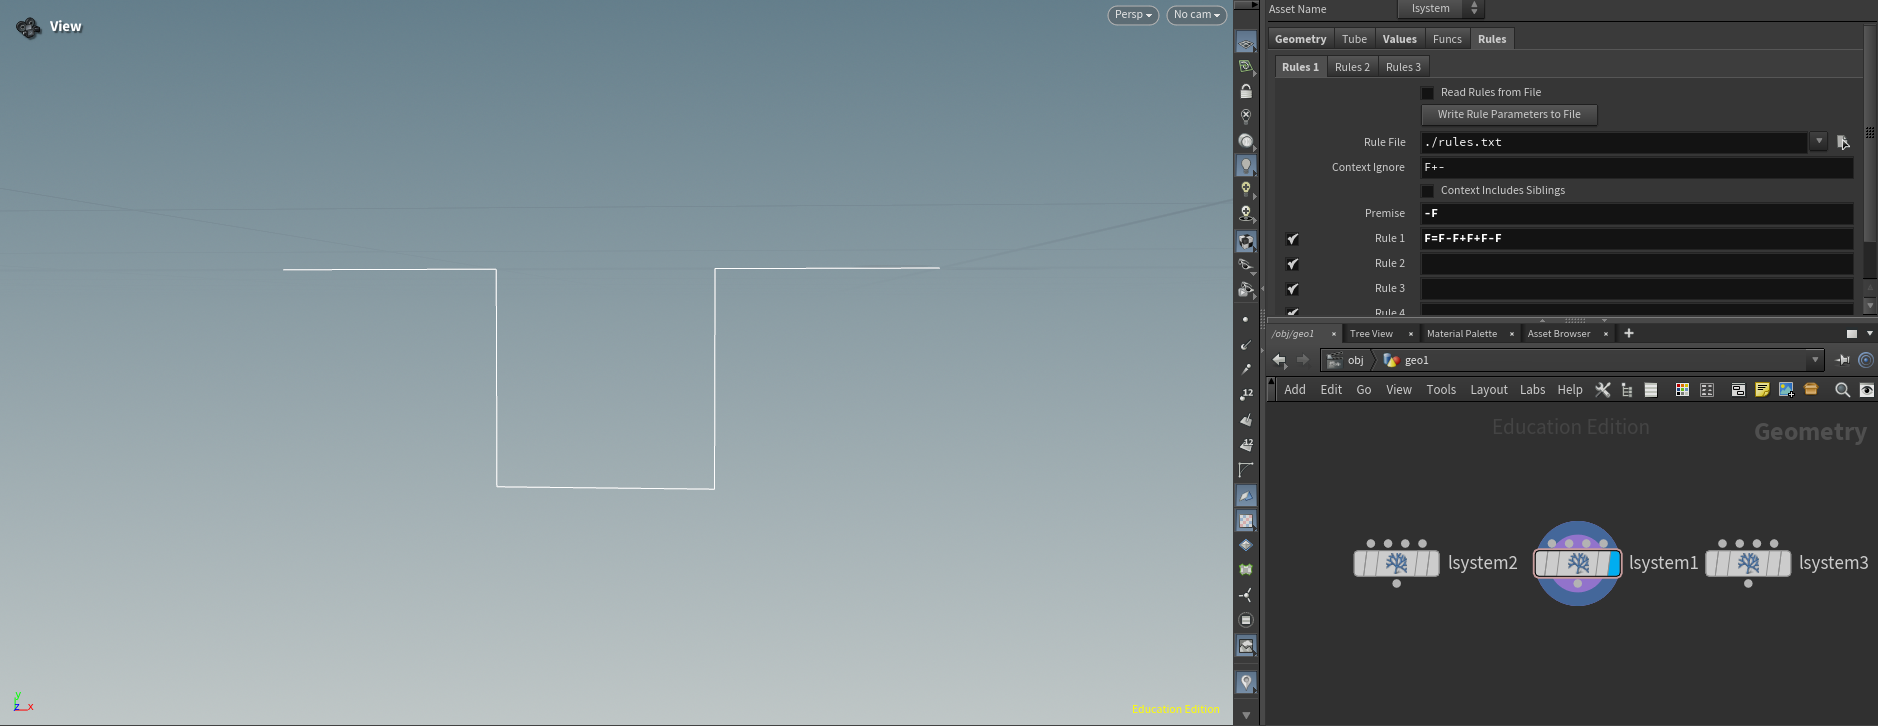 View
Persp
No cam
y
z x
Education Edition
12
12
Asset Name lsystem
Geometry Tube Values Funcs Rules
Rules 1 Rules 2 Rules 3
Read Rules from File
Write Rule Parameters to File
Rule File ./rules.txt
Context Ignore F+-
Context Includes Siblings
Premise -F
Rule 1 F=F-F+F+F-F
Rule 2
Rule 3
Rule 4
/obj/geo1 × Tree View × Material Palette × Asset Browser × +
obj geo1
Add Edit Go View Tools Layout Labs Help
Education Edition
Geometry
lsystem2
lsystem1
lsystem3